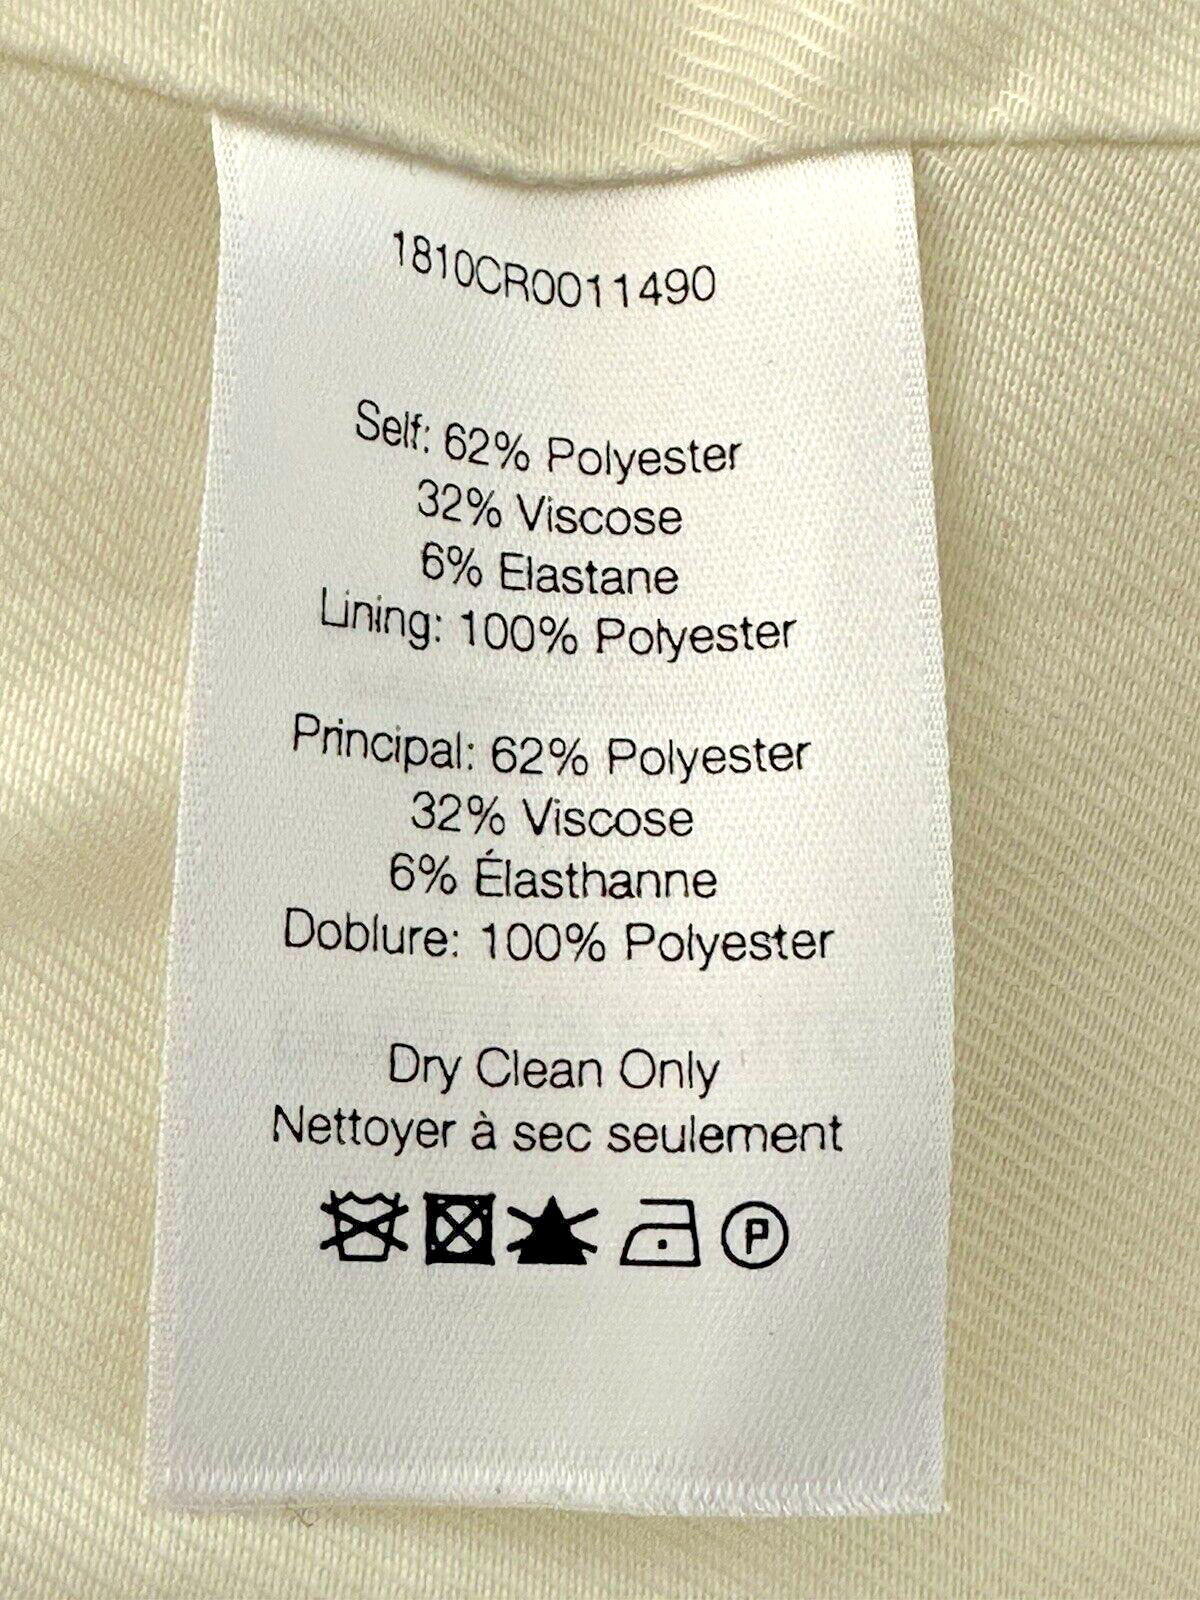 1810CR0011490
Self: 62% Polyester
32% Viscose
6% Elastane
Lining: 100% Polyester
Principal: 62% Polyester
32% Viscose
6% Élasthanne
Doblure: 100% Polyester
Dry Clean Only
Nettoyer à sec seulement
P